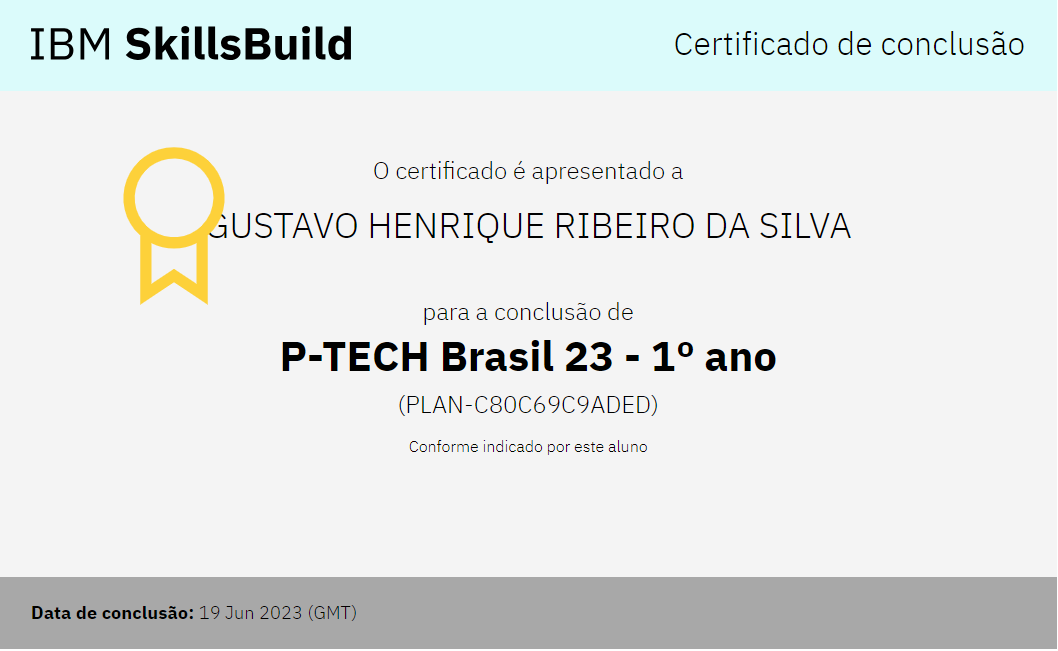 IBM SkillsBuild
Certificado de conclusão
O certificado é apresentado a
GUSTAVO HENRIQUE RIBEIRO DA SILVA
para a conclusão de
P-TECH Brasil 23 - 1º ano
(PLAN-C80C69C9ADED)
Conforme indicado por este aluno
Data de conclusão: 19 Jun 2023 (GMT)